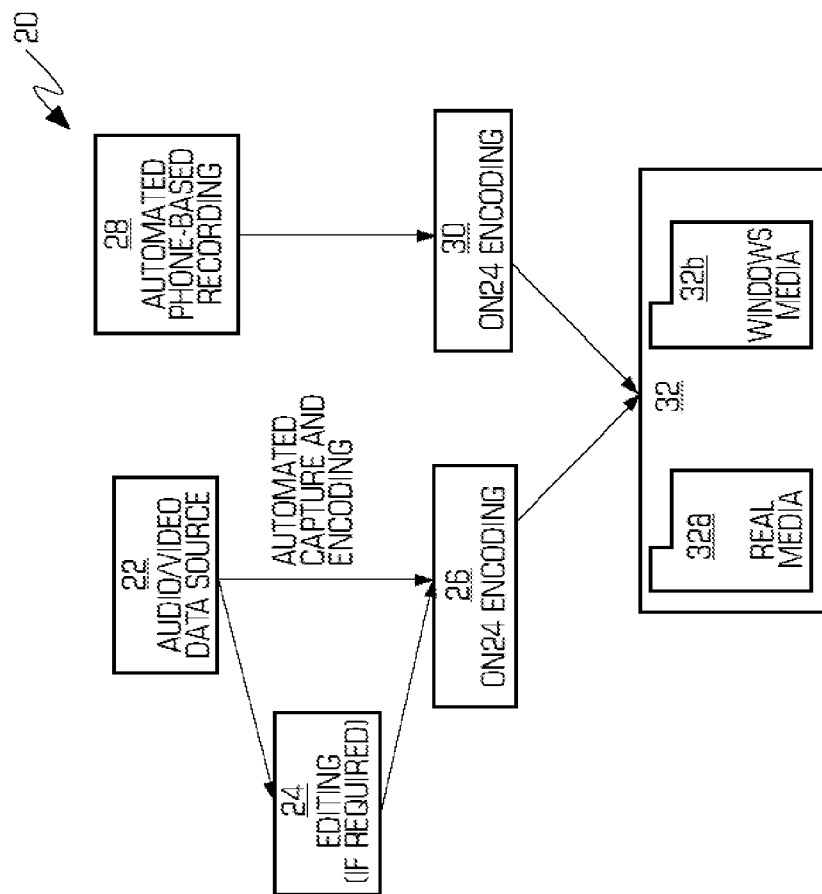 20
22
AUDIO/VIDEO
DATA SOURCE
28
AUTOMATED
PHONE-BASED
RECORDING
24
EDITING
(IF REQUIRED)
AUTOMATED
CAPTURE AND
ENCODING
26
ON24 ENCODING
30
ON24 ENCODING
32
32a
REAL
MEDIA
32b
WINDOWS
MEDIA